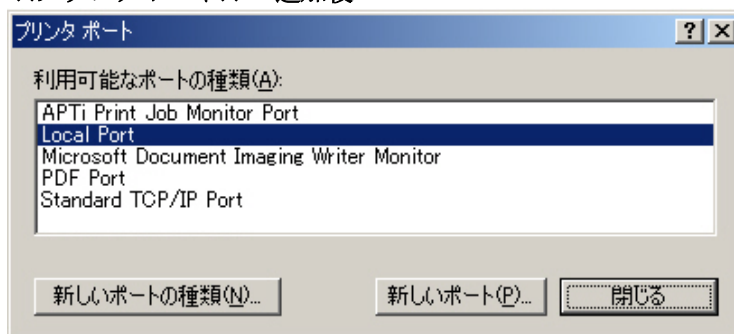 プリンタ ポート
利用可能なポートの種類(A):
APTi Print Job Monitor Port
Local Port
Microsoft Document Imaging Writer Monitor
PDF Port
Standard TCP/IP Port
新しいポートの種類(N)... 新しいポート(P)... 閉じる